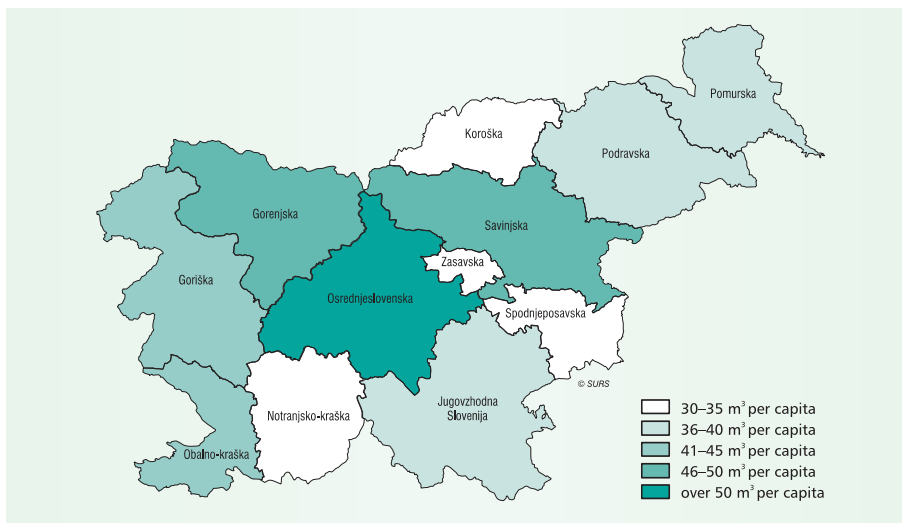 Pomurska
Koroška
Podravska
Gorenjska
Savinjska
Zasavska
Goriška
Osrednjeslovenska
Spodnjeposavska
© SURS
Jugovzhodna
Slovenija
Notranjsko-kraška
Obalno-kraška
30–35 m³ per capita
36–40 m³ per capita
41–45 m³ per capita
46–50 m³ per capita
over 50 m³ per capita